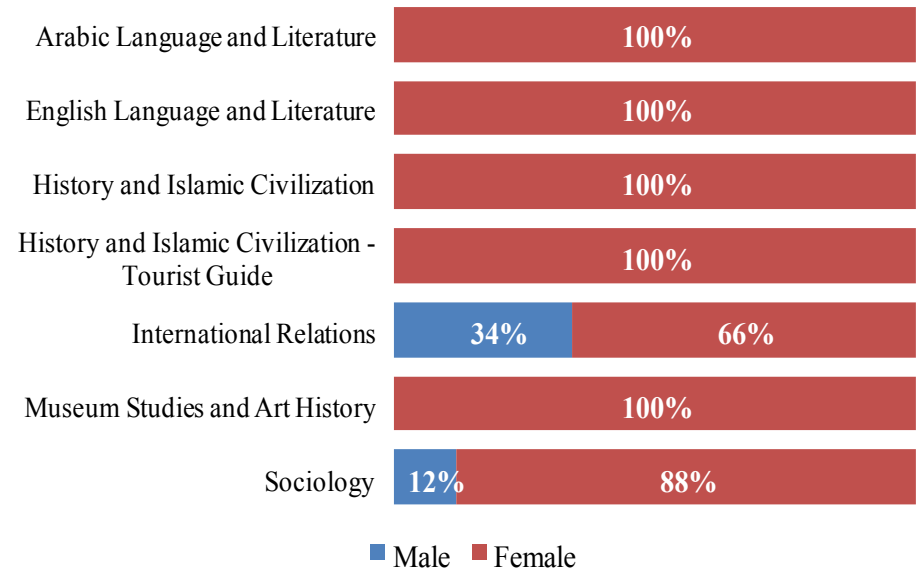 Arabic Language and Literature 100%
English Language and Literature 100%
History and Islamic Civilization 100%
History and Islamic Civilization -
Tourist Guide 100%
International Relations 34% 66%
Museum Studies and Art History 100%
Sociology 12% 88%
Male Female